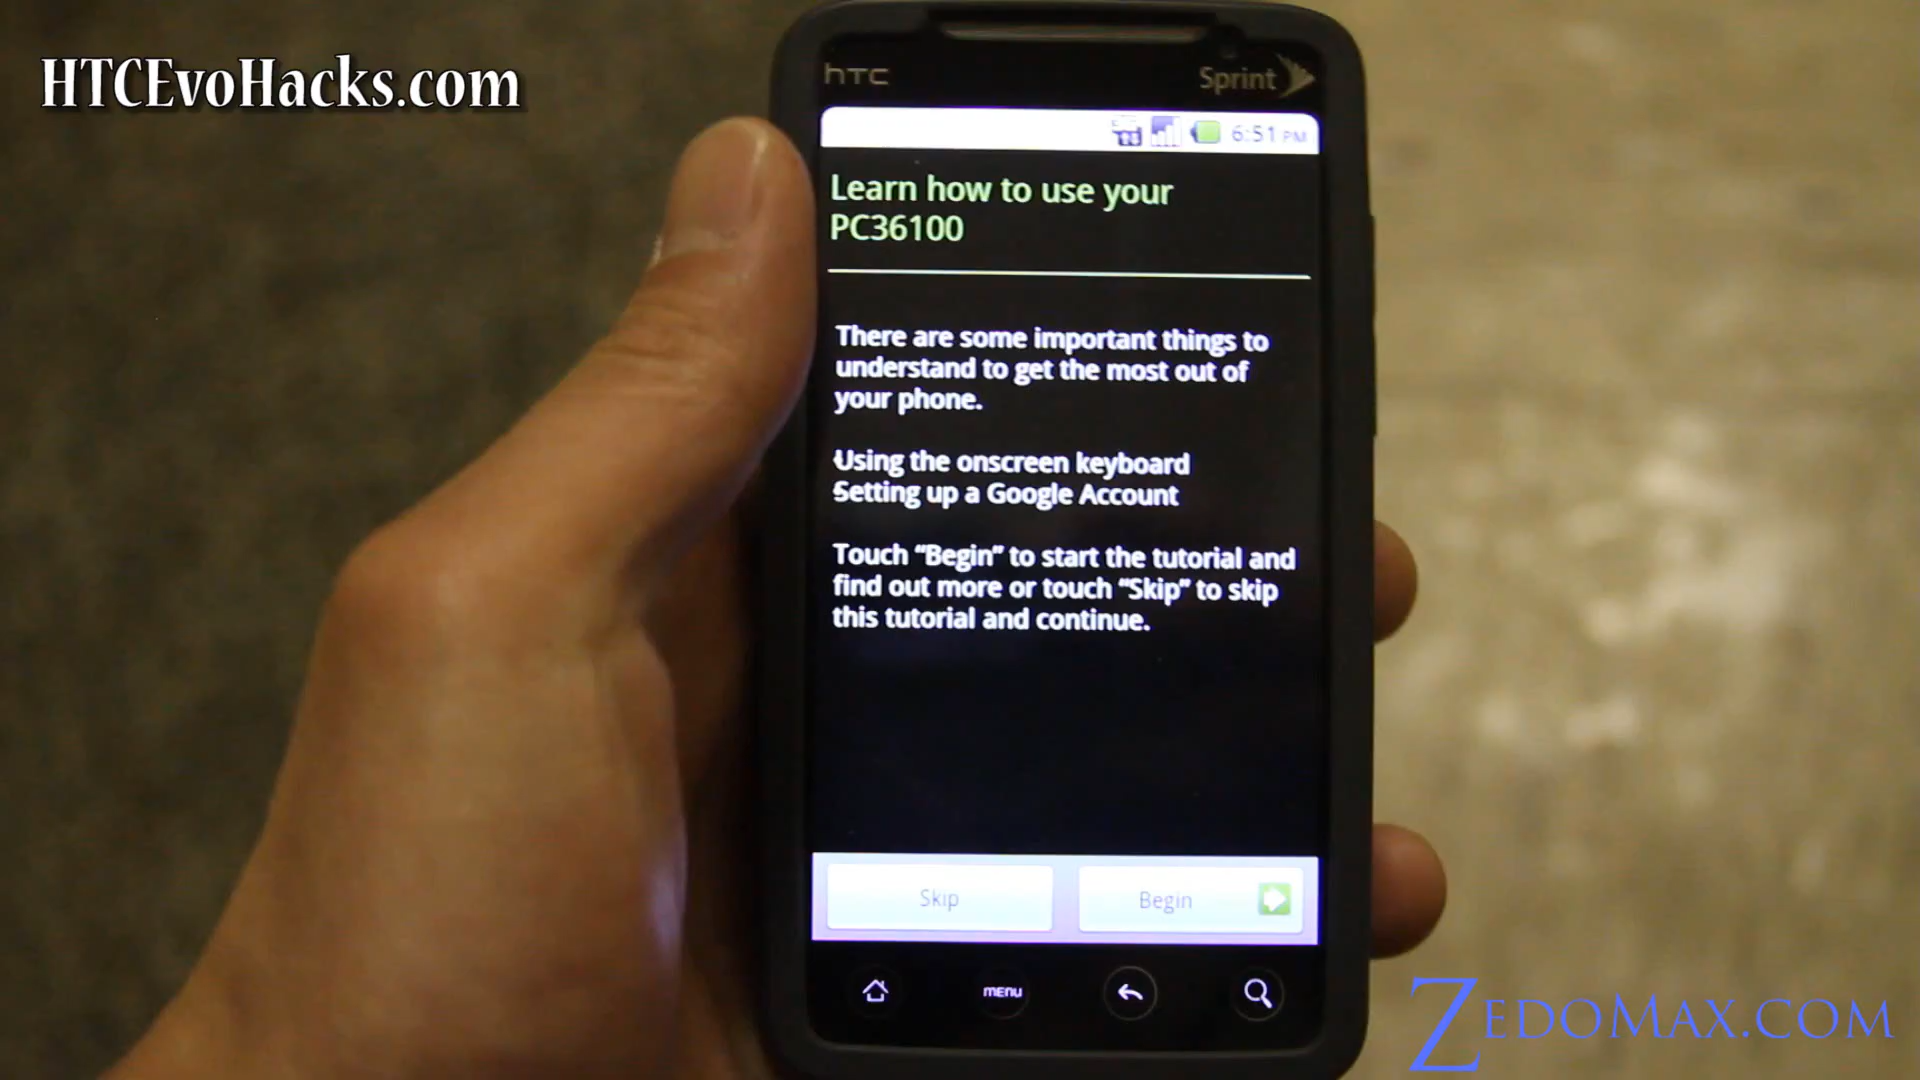 HTCEvoHacks.com
hTC
Sprint
6:51 PM
Learn how to use your
PC36100
There are some important things to
understand to get the most out of
your phone.
Using the onscreen keyboard
Setting up a Google Account
Touch “Begin” to start the tutorial and
find out more or touch “Skip” to skip
this tutorial and continue.
Skip
Begin
MENU
ZEDOMAX.COM